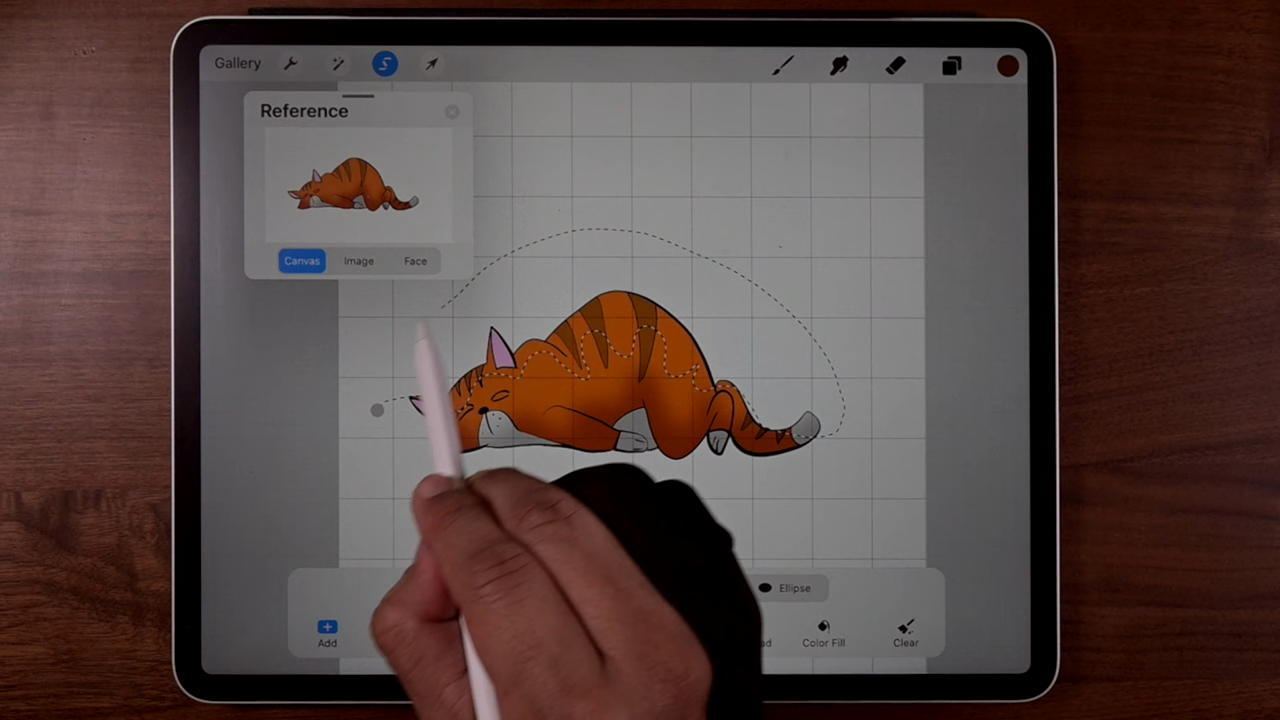 Gallery
Reference
Canvas Image Face
Ellipse
Add Color Fill Clear